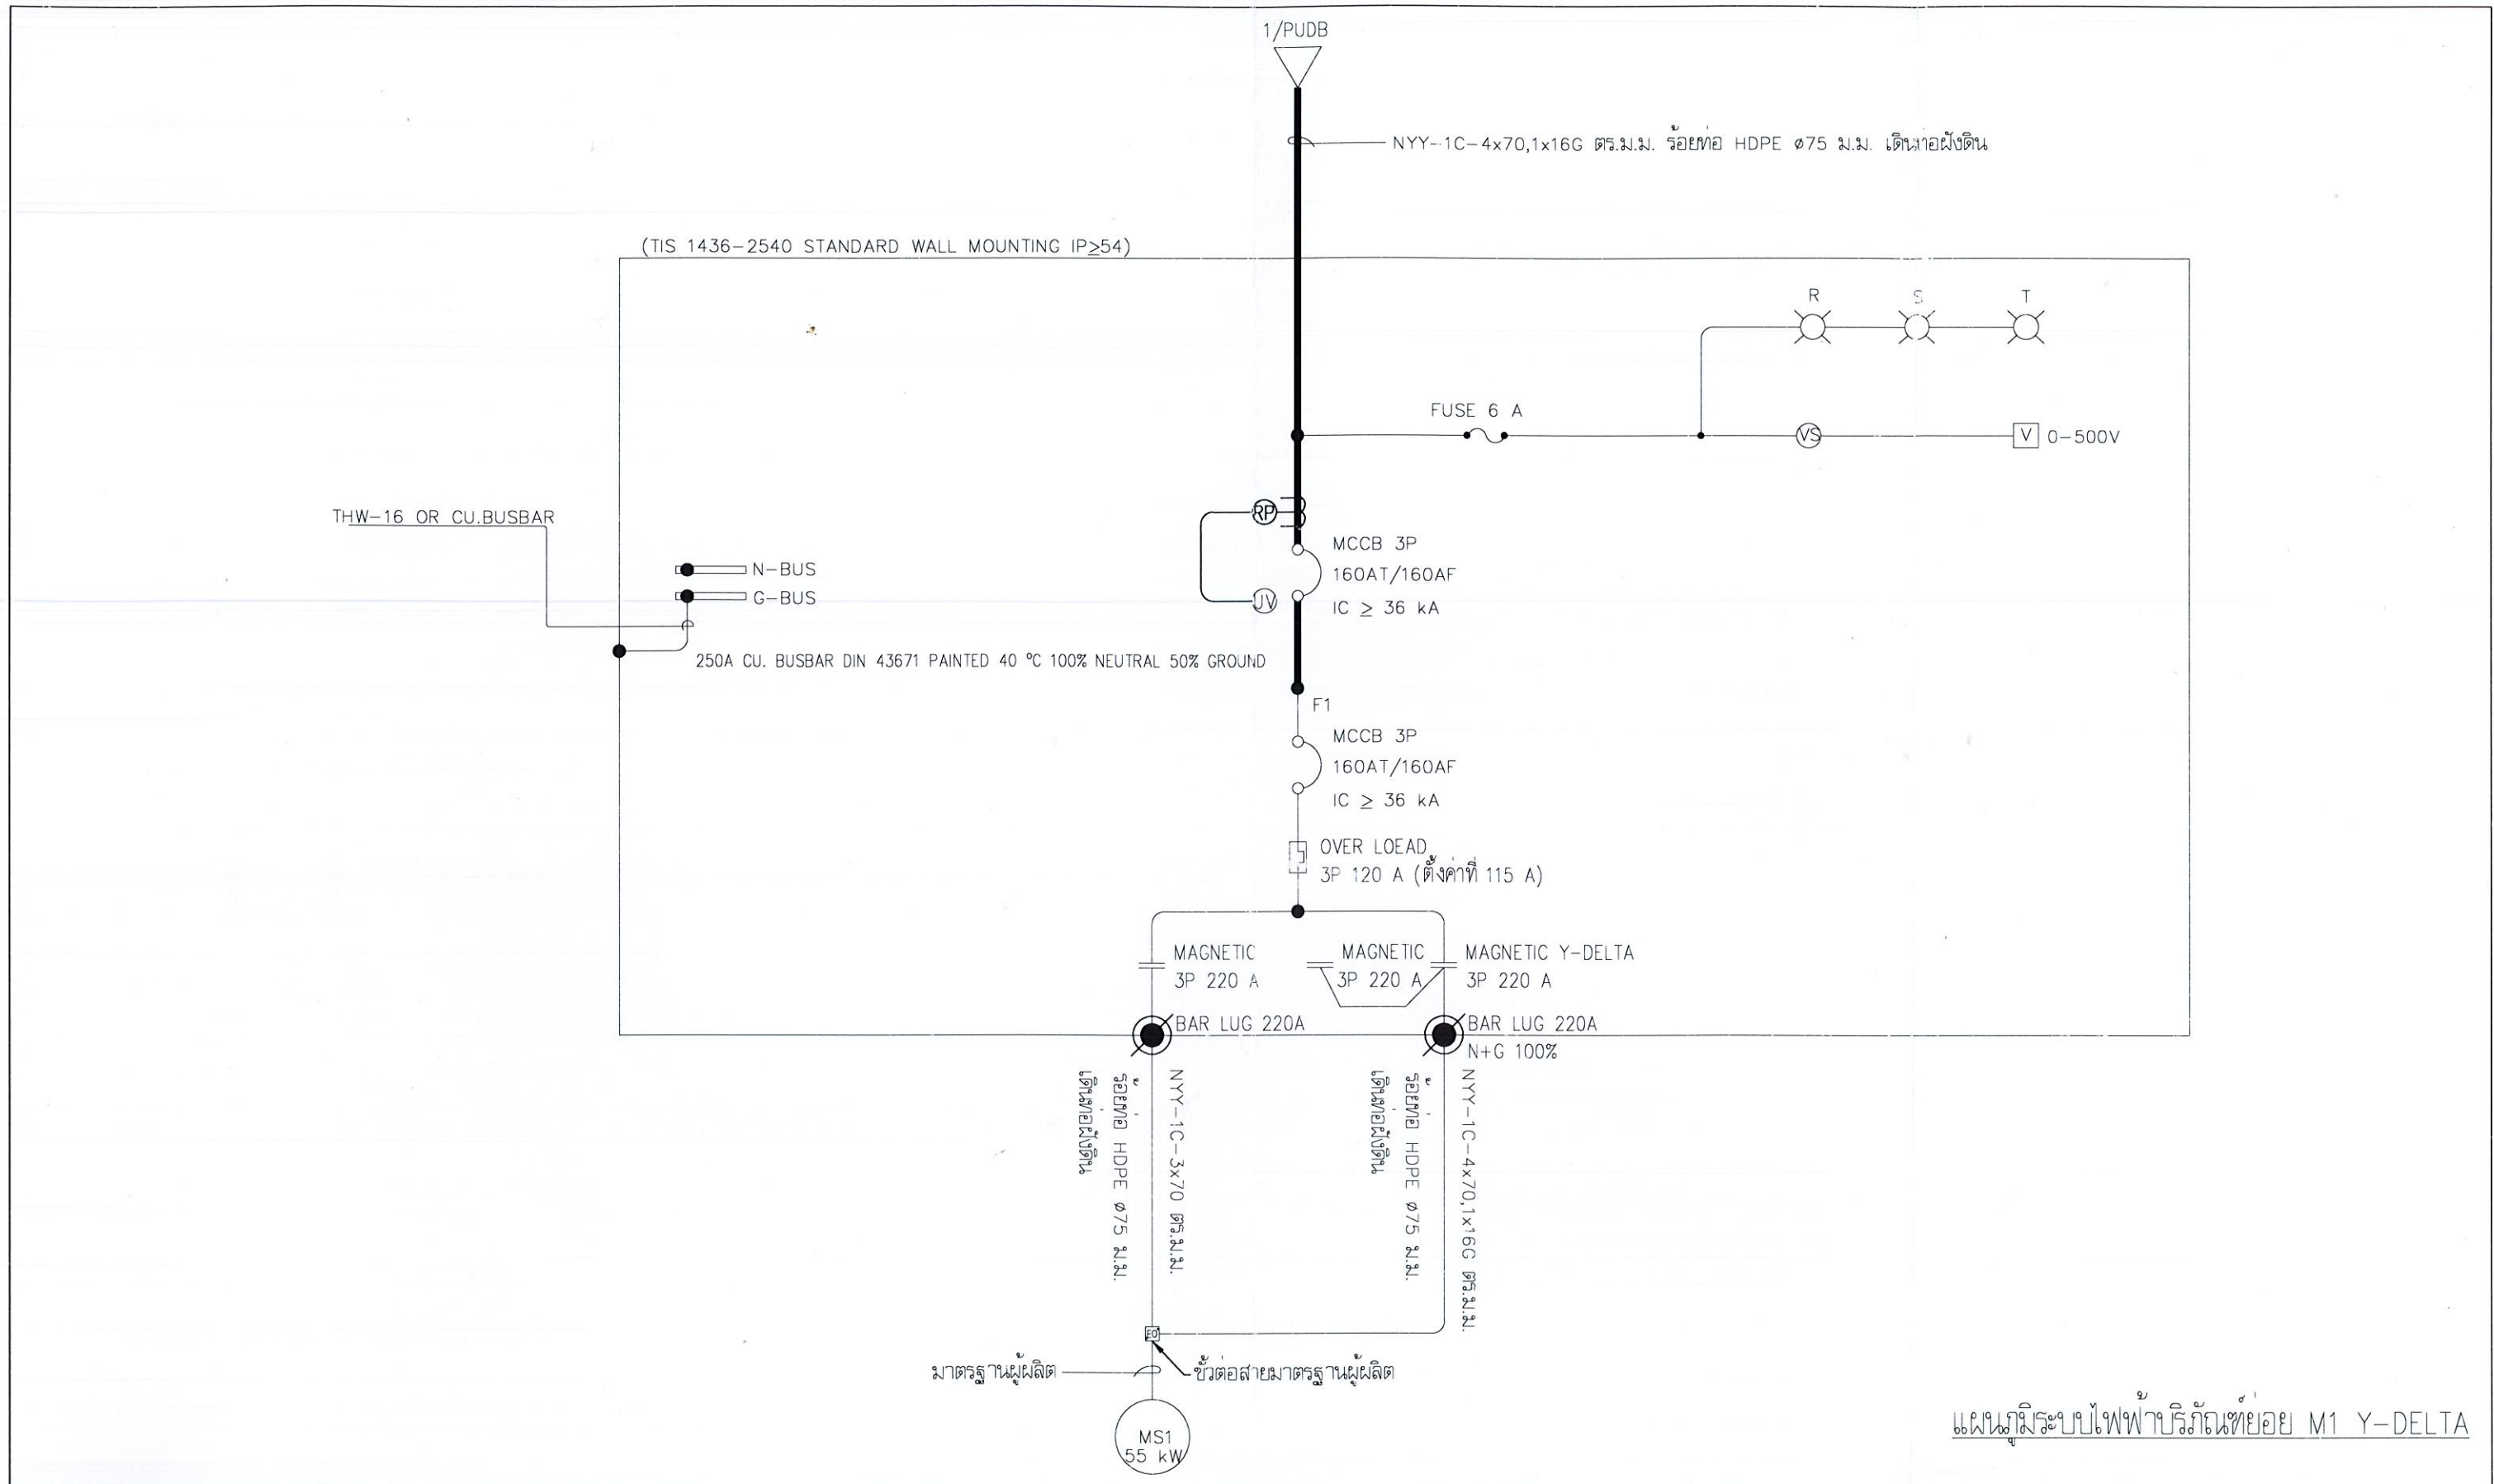 1/PUDB
NYY-1C-4x70,1x16G ตร.ม.ม. ร้อยท่อ HDPE ø75 ม.ม. เดินท่อฝังดิน
(TIS 1436-2540 STANDARD WALL MOUNTING IP≥54)
R S T
FUSE 6 A
VS
V 0-500V
THW-16 OR CU.BUSBAR
RP
MCCB 3P
160AT/160AF
IC ≥ 36 kA
UV
N-BUS
G-BUS
250A CU. BUSBAR DIN 43671 PAINTED 40 °C 100% NEUTRAL 50% GROUND
F1
MCCB 3P
160AT/160AF
IC ≥ 36 kA
OVER LOEAD
3P 120 A (ตั้งค่าที่ 115 A)
MAGNETIC
3P 220 A
MAGNETIC
3P 220 A
MAGNETIC Y-DELTA
3P 220 A
BAR LUG 220A
BAR LUG 220A
N+G 100%
NYY-1C-3x70 ตร.ม.ม.
ร้อยท่อ HDPE ø75 ม.ม.
เดินท่อฝังดิน
NYY-1C-4x70,1x16G ตร.ม.ม.
ร้อยท่อ HDPE ø75 ม.ม.
เดินท่อฝังดิน
มาตรฐานผู้ผลิต
ขั้วต่อสายมาตรฐานผู้ผลิต
MS1
55 kW
แผนภูมิระบบไฟฟ้าบริภัณฑ์ย่อย M1 Y-DELTA